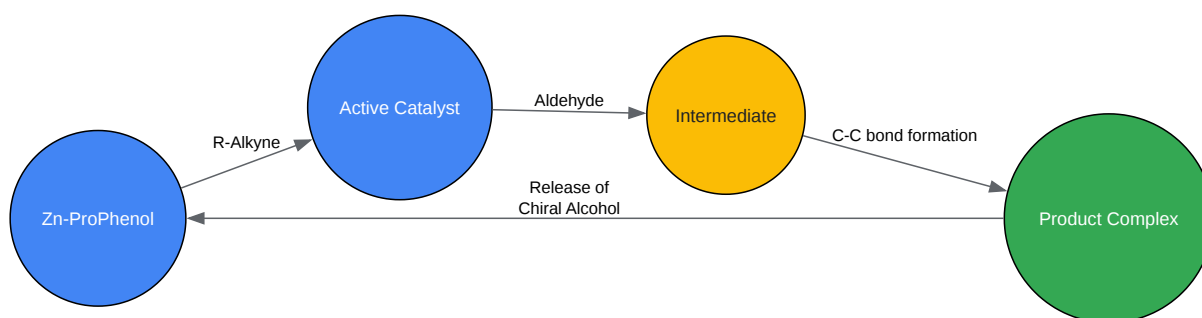 Active Catalyst
Aldehyde
Intermediate
R-Alkyne
C-C bond formation
Zn-ProPhenol
Release of
Chiral Alcohol
Product Complex